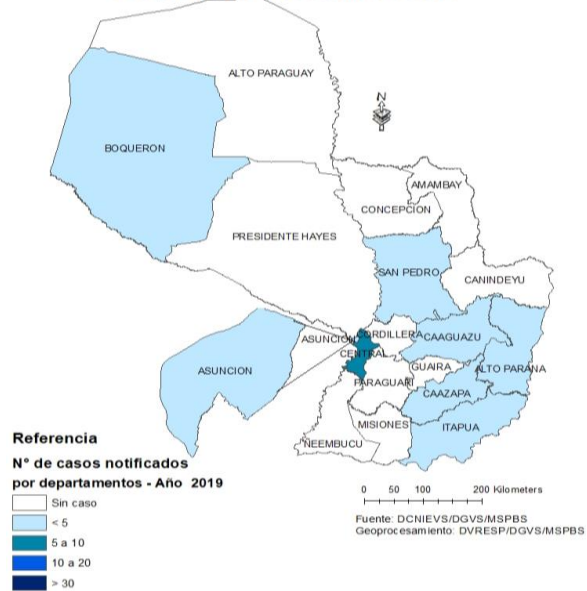 ALTO PARAGUAY
N
BOQUERON
AMAMBAY
CONCEPCION
PRESIDENTE HAYES
SAN PEDRO
CANINDEYU
ASUNCION
CORDILLERA
CAAGUAZU
CENTRAL
ASUNCION
GUAIRA
ALTO PARANA
PARAGUARI
CAAZAPA
MISIONES
ITAPUA
ÑEEMBUCU
Referencia
N° de casos notificados
por departamentos - Año 2019
Sin caso
< 5
5 a 10
10 a 20
> 30
0 50 100 200 Kilometers
Fuente: DCNIEVS/DGVS/MSPBS
Geoprocesamiento: DVRESP/DGVS/MSPBS